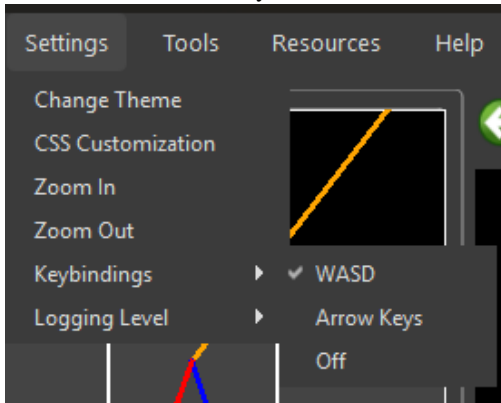 Settings Tools Resources Help
Change Theme
CSS Customization
Zoom In
Zoom Out
Keybindings
WASD
Logging Level
Arrow Keys
Off